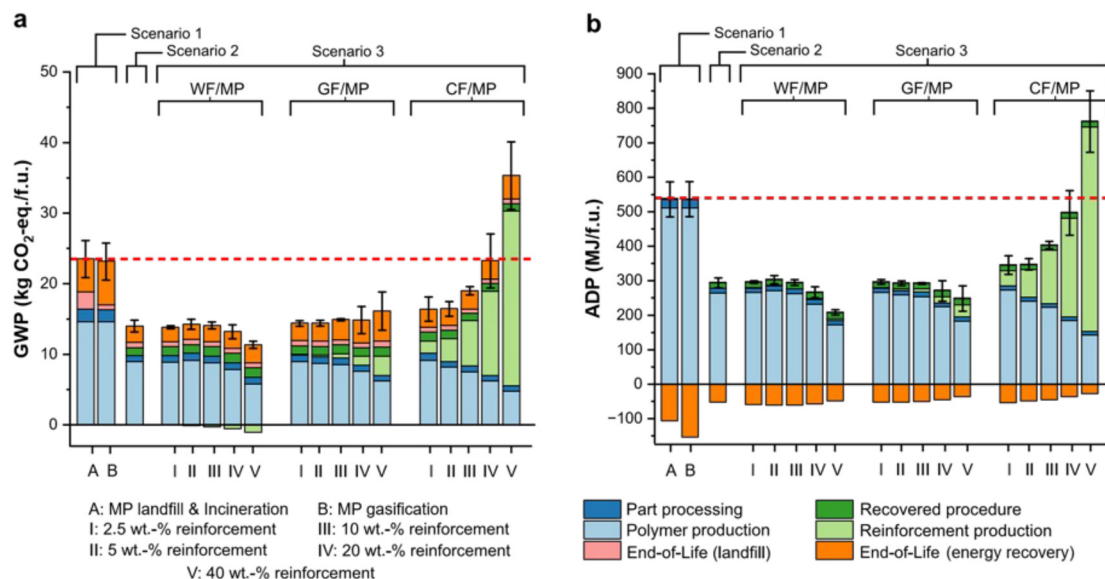 a
Scenario 1
Scenario 2
Scenario 3
WF/MP
GF/MP
CF/MP
GWP (kg CO₂-eq./f.u.)
50
40
30
20
10
0
A B I II III IV V I II III IV V I II III IV V
A: MP landfill & Incineration
B: MP gasification
I: 2.5 wt.-% reinforcement
III: 10 wt.-% reinforcement
II: 5 wt.-% reinforcement
IV: 20 wt.-% reinforcement
V: 40 wt.-% reinforcement
b
Scenario 1
Scenario 2
Scenario 3
WF/MP
GF/MP
CF/MP
ADP (MJ/f.u.)
900
800
700
600
500
400
300
200
100
0
−100
A B I II III IV V I II III IV V I II III IV V
Part processing
Recovered procedure
Polymer production
Reinforcement production
End-of-Life (landfill)
End-of-Life (energy recovery)